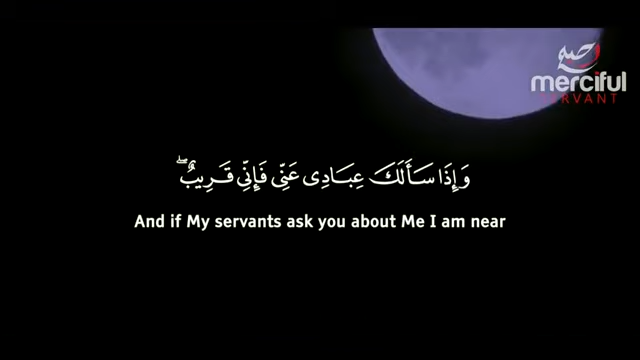 merciful
SERVANT
وَإِذَا سَأَلَكَ عِبَادِى عَنِّى فَإِنِّى قَرِيبٌ ۖ
And if My servants ask you about Me I am near